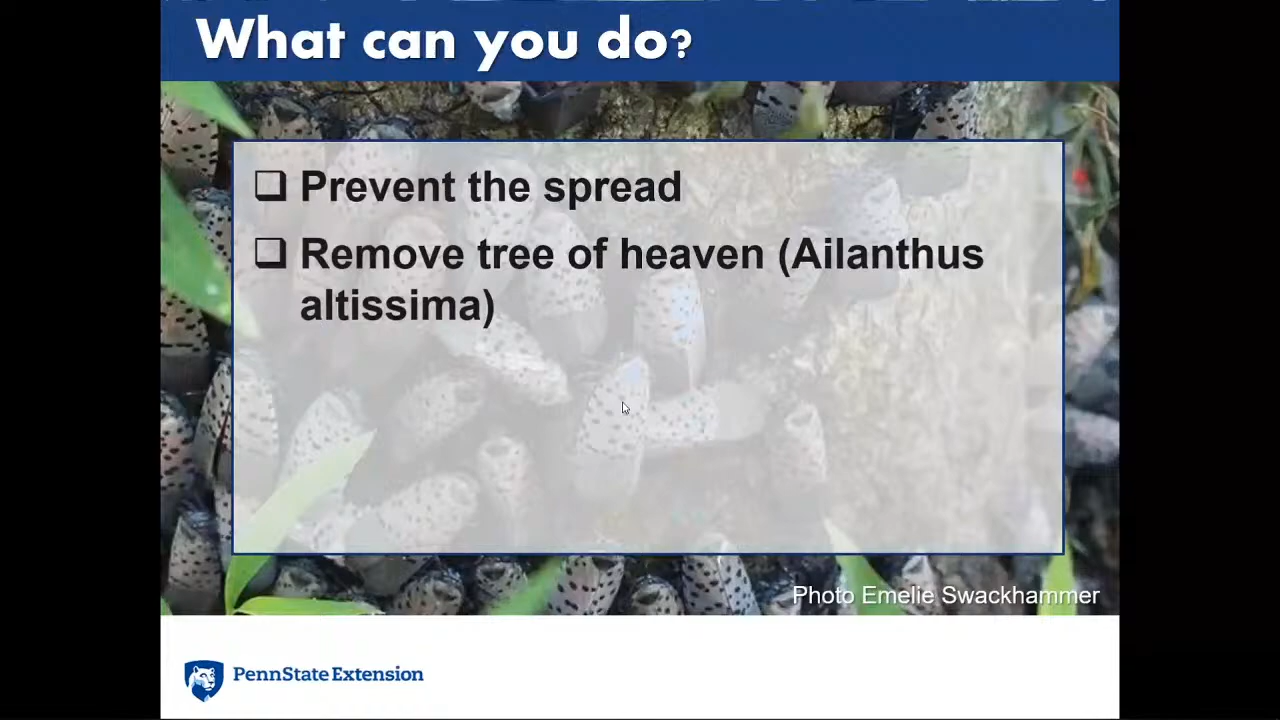 What can you do?
❑ Prevent the spread
❑ Remove tree of heaven (Ailanthus
altissima)
Photo Emelie Swackhammer
PennState Extension